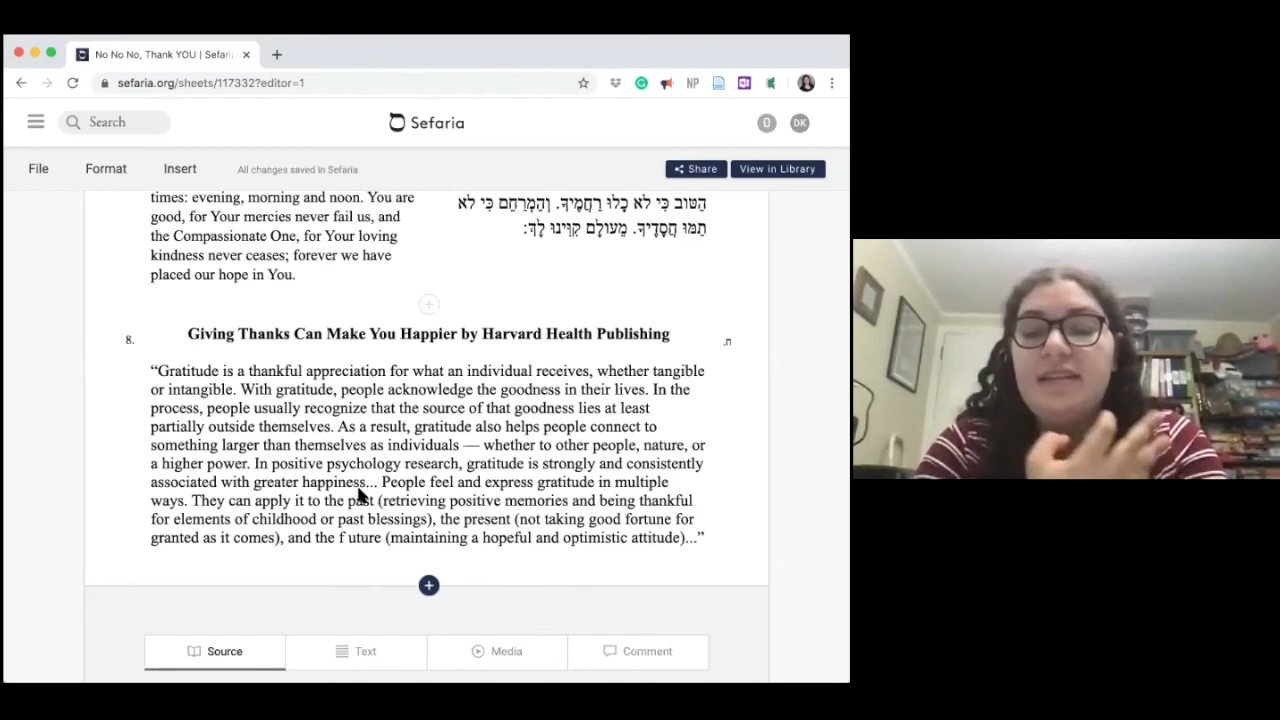 No No No, Thank YOU | Sefari
sefaria.org/sheets/117332?editor=1
NP
Search
Sefaria
0
DK
File
Format
Insert
All changes saved in Sefaria
Share
View in Library
times: evening, morning and noon. You are
good, for Your mercies never fail us, and
the Compassionate One, for Your loving
kindness never ceases; forever we have
placed our hope in You.
הַטּוֹב כִּי לֹא כָלוּ רַחֲמֶיךָ. וְהַמְרַחֵם כִּי לֹא
תַמּוּ חֲסָדֶיךָ. מֵעוֹלָם קִוִּינוּ לָךְ:
8.
Giving Thanks Can Make You Happier by Harvard Health Publishing
ח.
“Gratitude is a thankful appreciation for what an individual receives, whether tangible
or intangible. With gratitude, people acknowledge the goodness in their lives. In the
process, people usually recognize that the source of that goodness lies at least
partially outside themselves. As a result, gratitude also helps people connect to
something larger than themselves as individuals — whether to other people, nature, or
a higher power. In positive psychology research, gratitude is strongly and consistently
associated with greater happiness... People feel and express gratitude in multiple
ways. They can apply it to the past (retrieving positive memories and being thankful
for elements of childhood or past blessings), the present (not taking good fortune for
granted as it comes), and the f uture (maintaining a hopeful and optimistic attitude)...”
Source
Text
Media
Comment